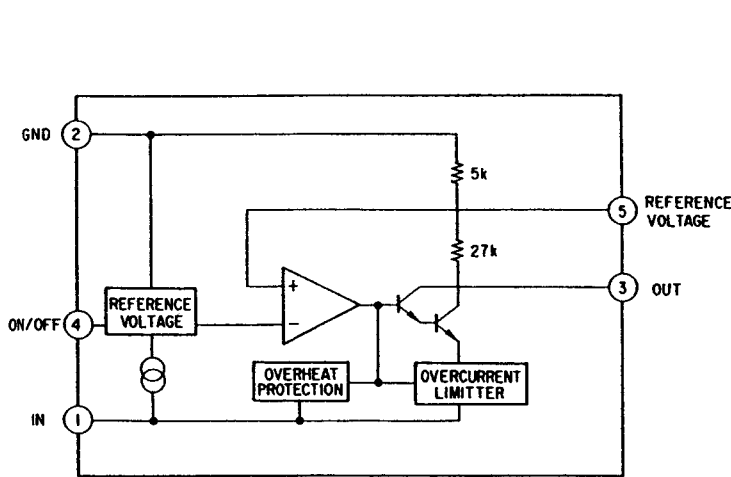 GND 2
5k
5 REFERENCE
VOLTAGE
27k
+
3 OUT
REFERENCE
VOLTAGE
ON/OFF 4
-
OVERHEAT
PROTECTION
OVERCURRENT
LIMITTER
IN 1